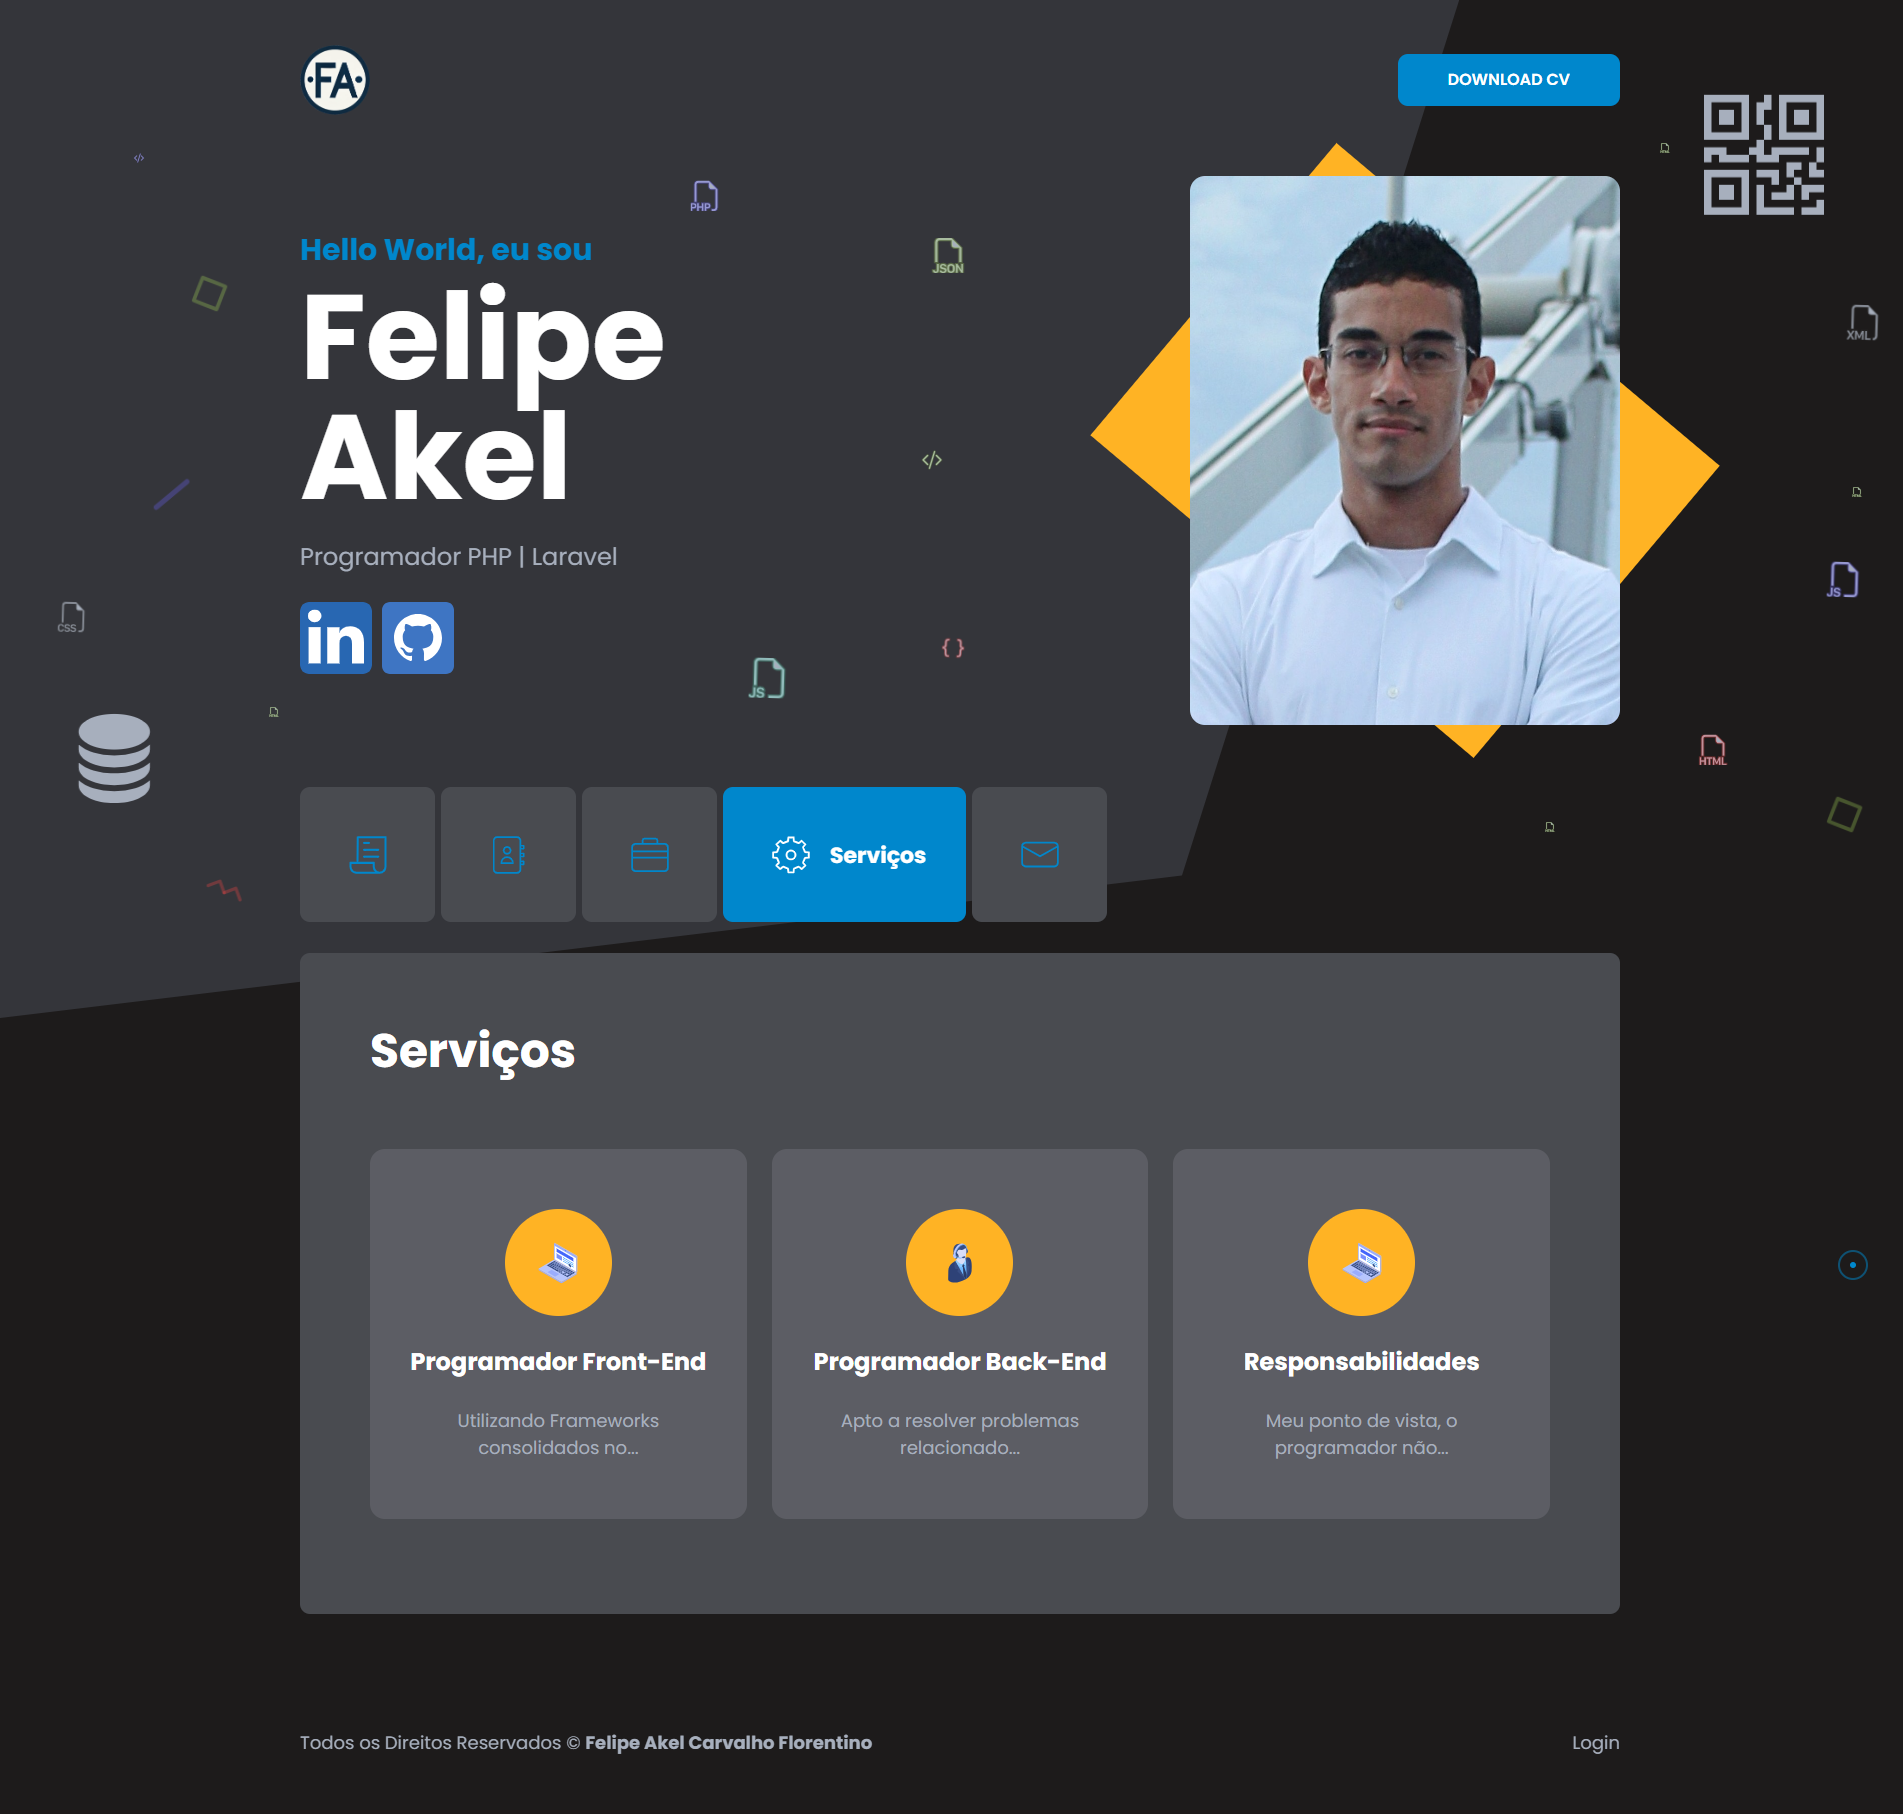 ·FA·
DOWNLOAD CV
PHP
Hello World, eu sou
JSON
Felipe
Akel
XML
</>
Programador PHP | Laravel
JS
CSS
in
{ }
JS
HTML
Serviços
Serviços
Programador Front-End
Programador Back-End
Responsabilidades
Utilizando Frameworks
consolidados no...
Apto a resolver problemas
relacionado...
Meu ponto de vista, o
programador não...
Todos os Direitos Reservados © Felipe Akel Carvalho Florentino
Login